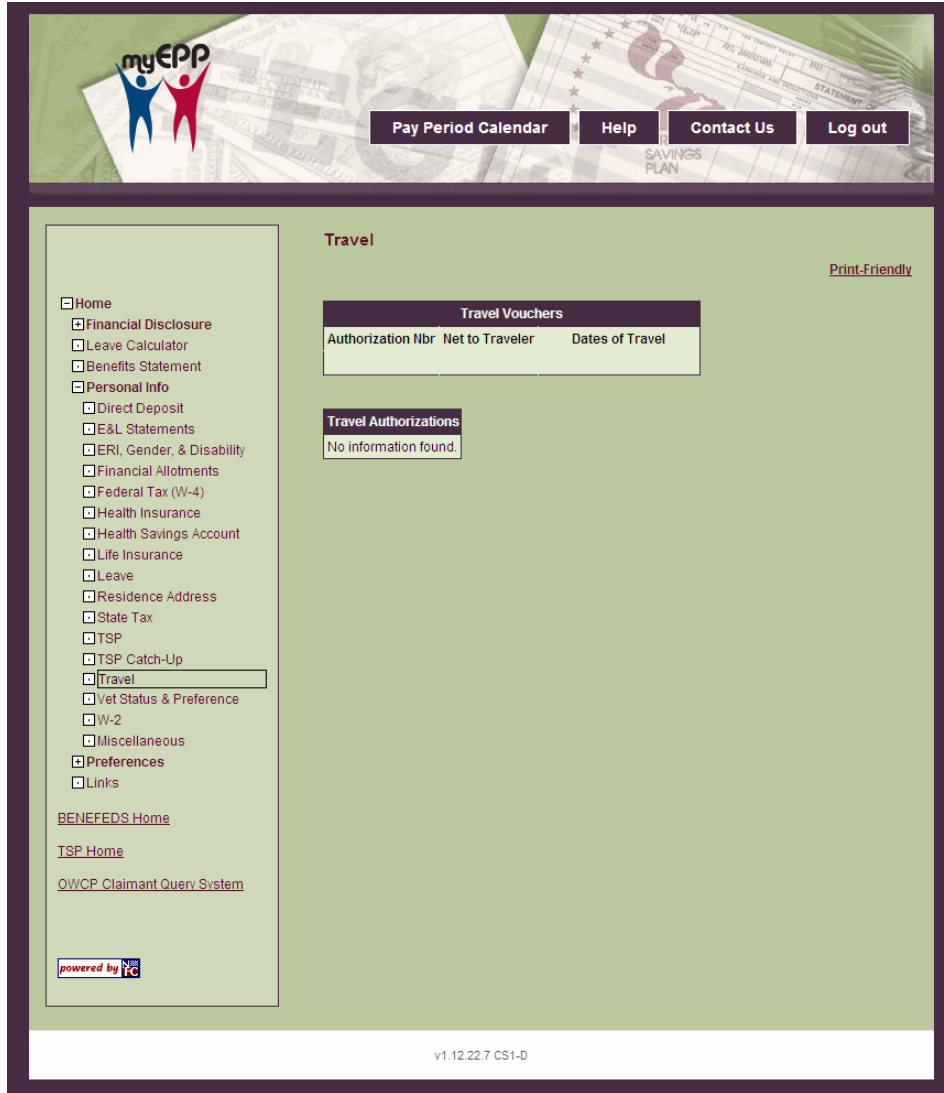 myEPP
STATEMENT OF
SAVINGS
PLAN
Pay Period Calendar
Help
Contact Us
Log out
Travel
Print-Friendly
Home
Financial Disclosure
Leave Calculator
Benefits Statement
Personal Info
Direct Deposit
E&L Statements
ERI, Gender, & Disability
Financial Allotments
Federal Tax (W-4)
Health Insurance
Health Savings Account
Life Insurance
Leave
Residence Address
State Tax
TSP
TSP Catch-Up
Travel
Vet Status & Preference
W-2
Miscellaneous
Preferences
Links
BENEFEDS Home
TSP Home
OWCP Claimant Query System
powered by NFC
Travel Vouchers
Authorization Nbr Net to Traveler Dates of Travel
Travel Authorizations
No information found.
v1.12.22.7 CS1-D